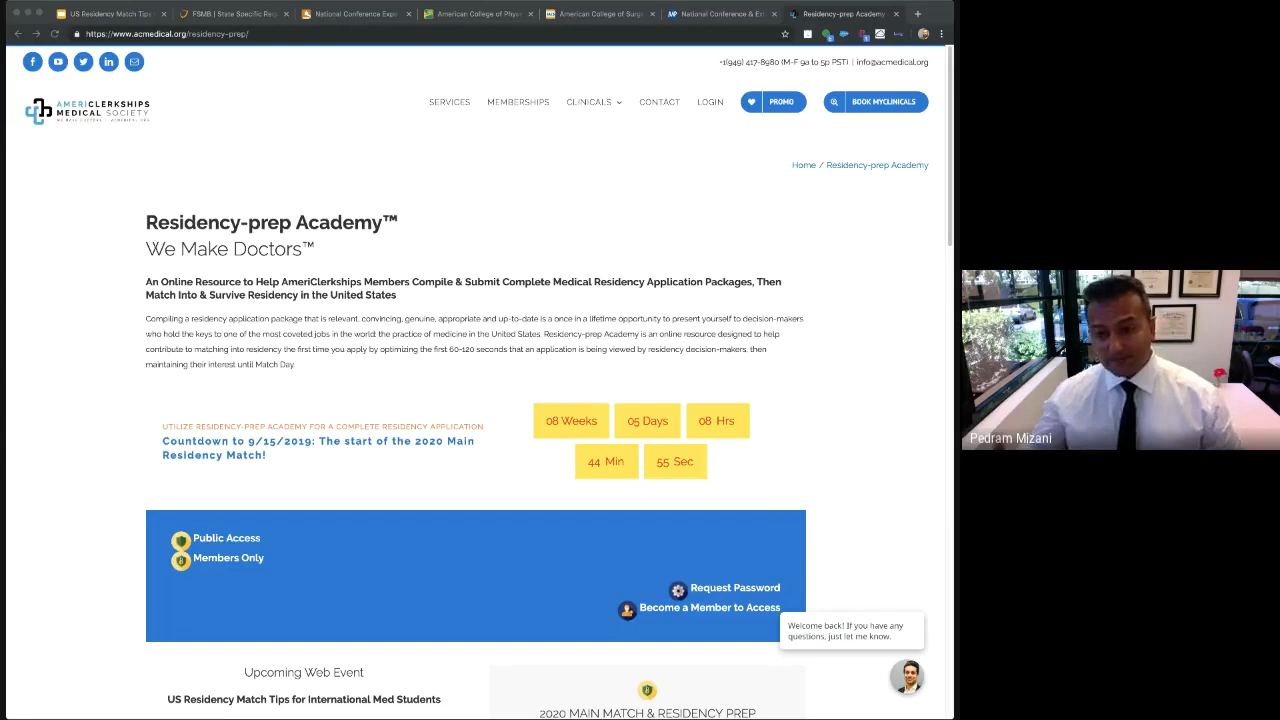 US Residency Match Tips
FSMB | State Specific Req
National Conference Expe
American College of Physi
American College of Surg
National Conference & Ex
Residency-prep Academy
https://www.acmedical.org/residency-prep/
+1(949) 417-8980 (M-F 9a to 5p PST) | info@acmedical.org
AMERICLERKSHIPS
MEDICAL SOCIETY
SERVICES
MEMBERSHIPS
CLINICALS
CONTACT
LOGIN
PROMO
BOOK MYCLINICALS
Home / Residency-prep Academy
Residency-prep Academy™
We Make Doctors™
An Online Resource to Help AmeriClerkships Members Compile & Submit Complete Medical Residency Application Packages, Then
Match Into & Survive Residency in the United States
Compiling a residency application package that is relevant, convincing, genuine, appropriate and up-to-date is a once in a lifetime opportunity to present yourself to decision-makers
who hold the keys to one of the most coveted jobs in the world: the practice of medicine in the United States. Residency-prep Academy is an online resource designed to help
contribute to matching into residency the first time you apply by optimizing the first 60-120 seconds that an application is being viewed by residency decision-makers, then
maintaining their interest until Match Day.
UTILIZE RESIDENCY-PREP ACADEMY FOR A COMPLETE RESIDENCY APPLICATION
Countdown to 9/15/2019: The start of the 2020 Main
Residency Match!
08 Weeks
05 Days
08 Hrs
44 Min
55 Sec
Public Access
Members Only
Request Password
Become a Member to Access
Welcome back! If you have any
questions, just let me know.
Upcoming Web Event
US Residency Match Tips for International Med Students
2020 MAIN MATCH & RESIDENCY PREP
Pedram Mizani